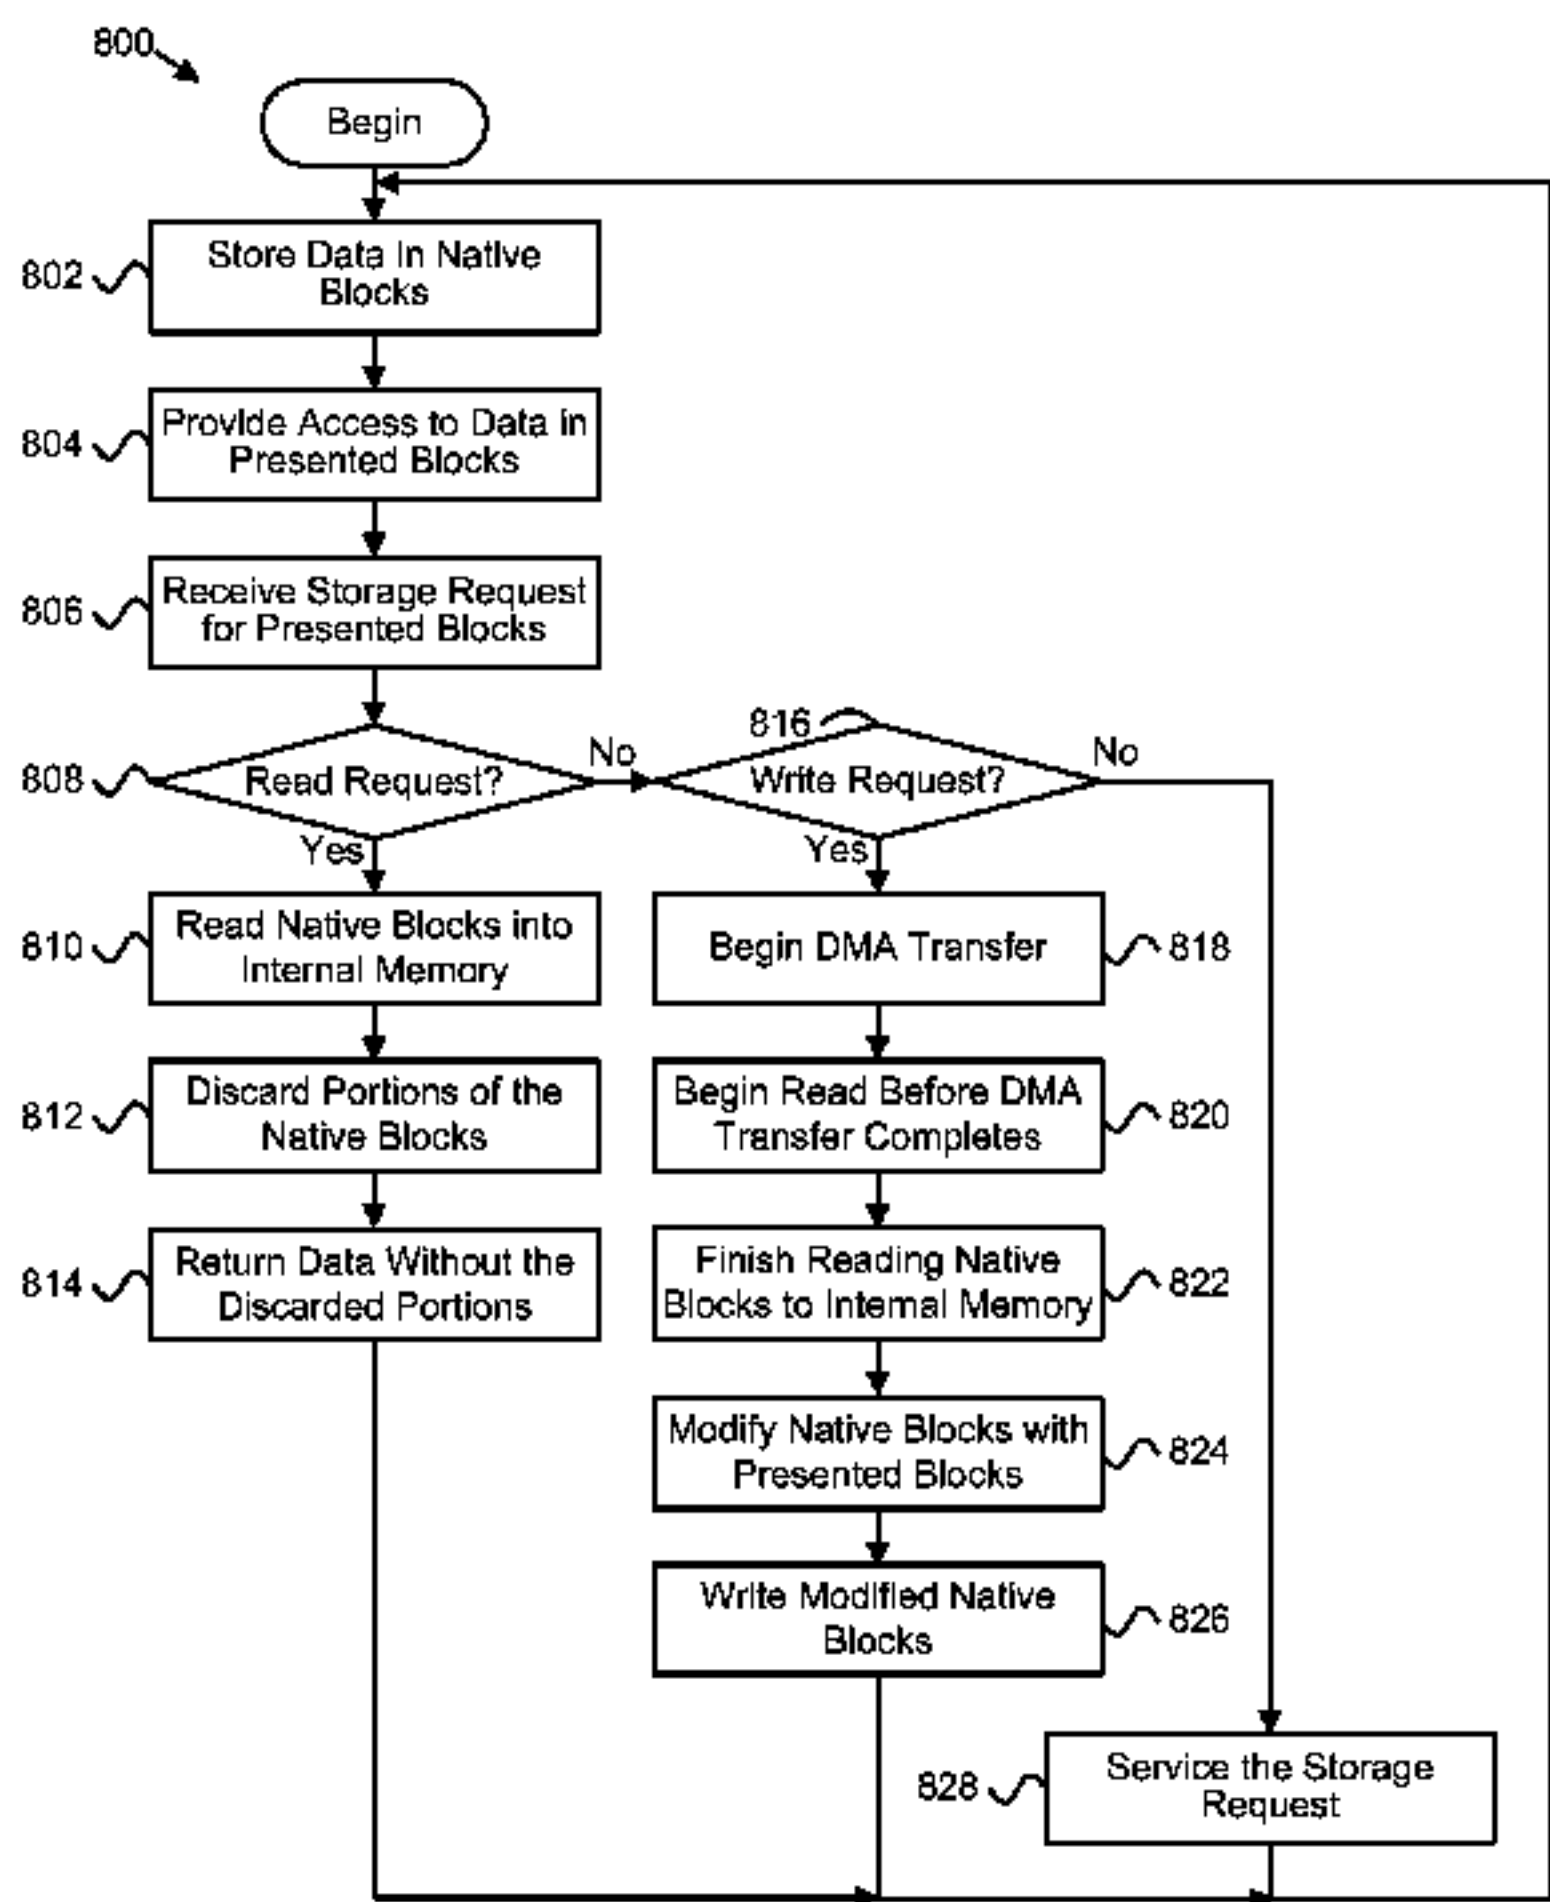 800
Begin
802
Store Data in Native
Blocks
804
Provide Access to Data in
Presented Blocks
806
Receive Storage Request
for Presented Blocks
808
Read Request?
No
816
Write Request?
No
Yes
Yes
810
Read Native Blocks into
Internal Memory
Begin DMA Transfer
818
812
Discard Portions of the
Native Blocks
Begin Read Before DMA
Transfer Completes
820
814
Return Data Without the
Discarded Portions
Finish Reading Native
Blocks to Internal Memory
822
Modify Native Blocks with
Presented Blocks
824
Write Modified Native
Blocks
826
828
Service the Storage
Request